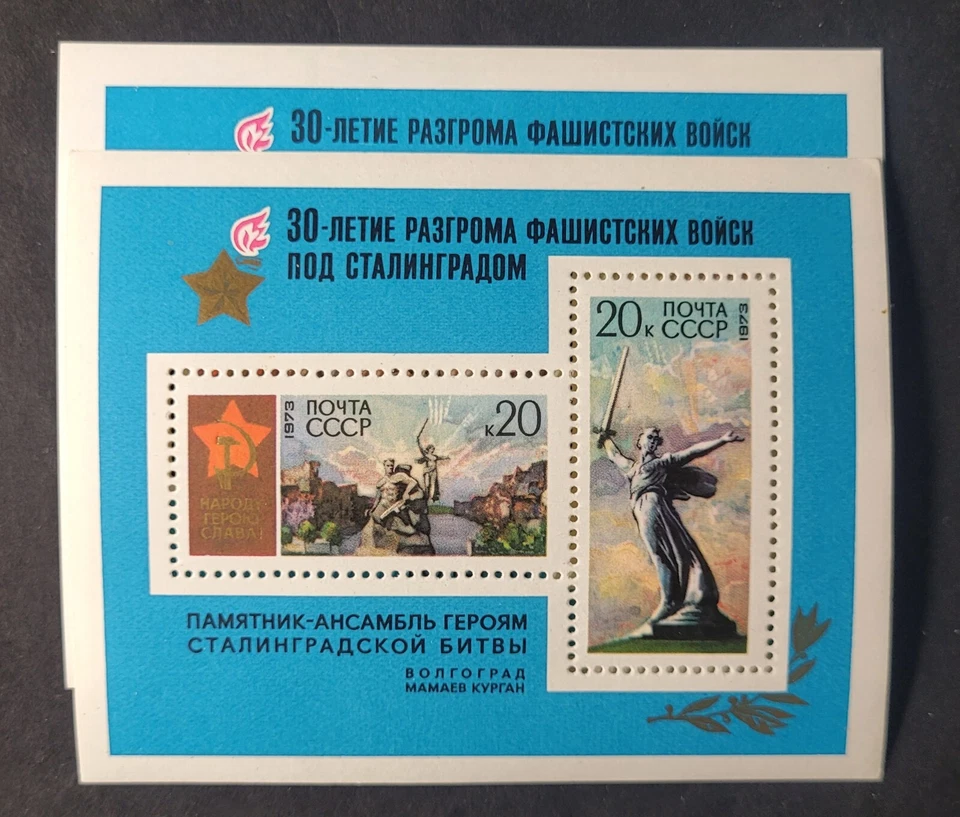 30-ЛЕТИЕ РАЗГРОМА ФАШИСТСКИХ ВОЙСК
30-ЛЕТИЕ РАЗГРОМА ФАШИСТСКИХ ВОЙСК
ПОД СТАЛИНГРАДОМ
20к ПОЧТА
СССР
1973
1973
ПОЧТА
СССР
к20
НАРОДУ-
ГЕРОЮ
СЛАВА!
ПАМЯТНИК-АНСАМБЛЬ ГЕРОЯМ
СТАЛИНГРАДСКОЙ БИТВЫ
ВОЛГОГРАД
МАМАЕВ КУРГАН